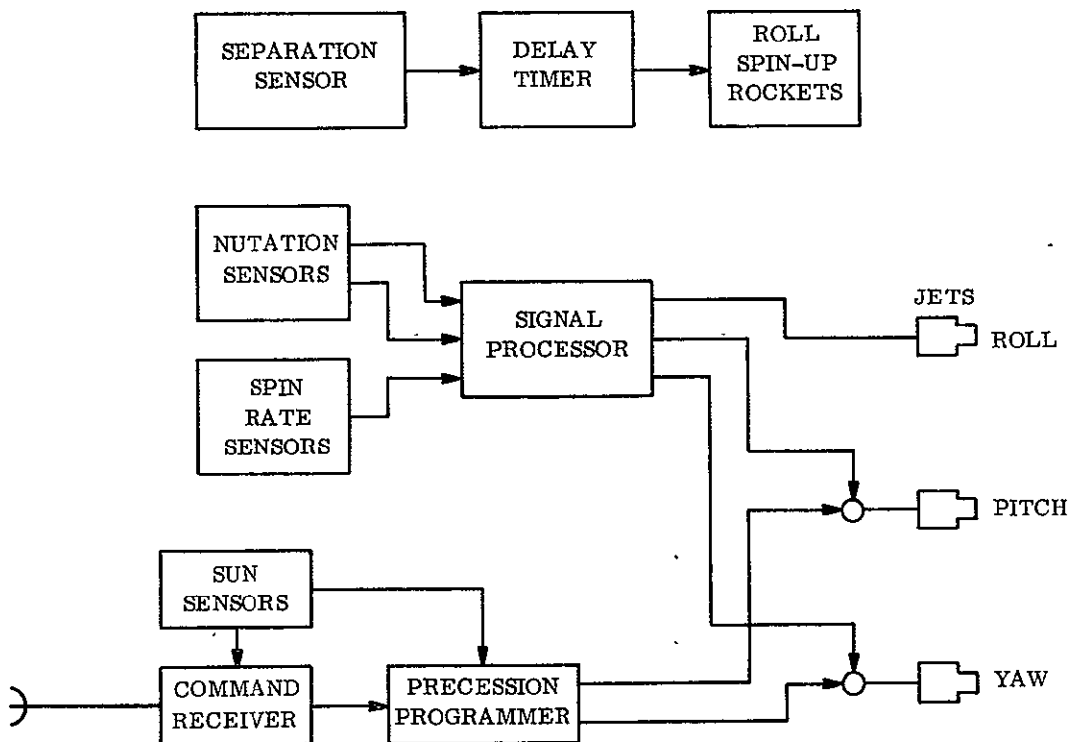 SEPARATION
SENSOR
DELAY
TIMER
ROLL
SPIN-UP
ROCKETS
NUTATION
SENSORS
SIGNAL
PROCESSOR
JETS
ROLL
SPIN
RATE
SENSORS
PITCH
SUN
SENSORS
COMMAND
RECEIVER
PRECESSION
PROGRAMMER
YAW